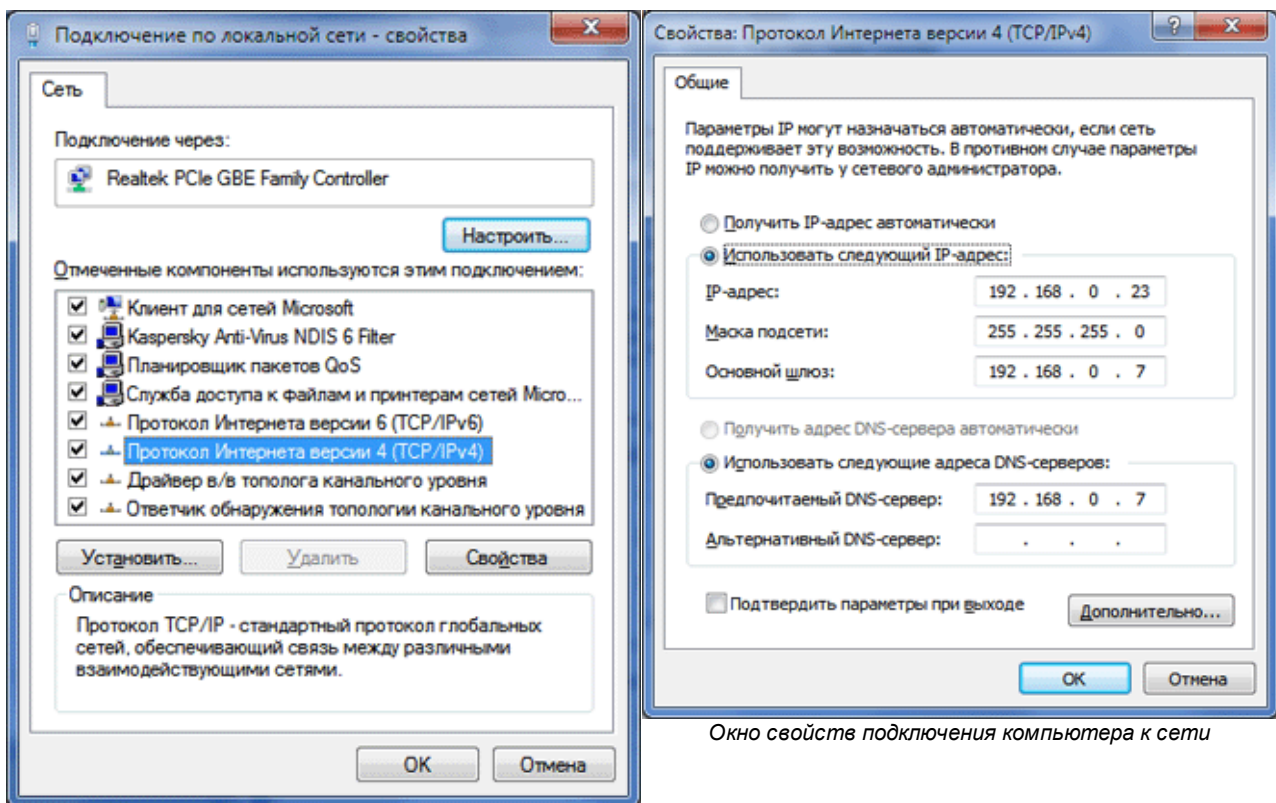 Подключение по локальной сети - свойства
Сеть
Подключение через:
Realtek PCIe GBE Family Controller
Настроить...
Отмеченные компоненты используются этим подключением:
Клиент для сетей Microsoft
Kaspersky Anti-Virus NDIS 6 Filter
Планировщик пакетов QoS
Служба доступа к файлам и принтерам сетей Micro...
Протокол Интернета версии 6 (TCP/IPv6)
Протокол Интернета версии 4 (TCP/IPv4)
Драйвер в/в тополога канального уровня
Ответчик обнаружения топологии канального уровня
Установить...
Удалить
Свойства
Описание
Протокол TCP/IP - стандартный протокол глобальных
сетей, обеспечивающий связь между различными
взаимодействующими сетями.
OK
Отмена
Свойства: Протокол Интернета версии 4 (TCP/IPv4)
Общие
Параметры IP могут назначаться автоматически, если сеть
поддерживает эту возможность. В противном случае параметры
IP можно получить у сетевого администратора.
Получить IP-адрес автоматически
Использовать следующий IP-адрес:
IP-адрес: 192 . 168 . 0 . 23
Маска подсети: 255 . 255 . 255 . 0
Основной шлюз: 192 . 168 . 0 . 7
Получить адрес DNS-сервера автоматически
Использовать следующие адреса DNS-серверов:
Предпочитаемый DNS-сервер: 192 . 168 . 0 . 7
Альтернативный DNS-сервер: . . .
Подтвердить параметры при выходе
Дополнительно...
OK
Отмена
Окно свойств подключения компьютера к сети